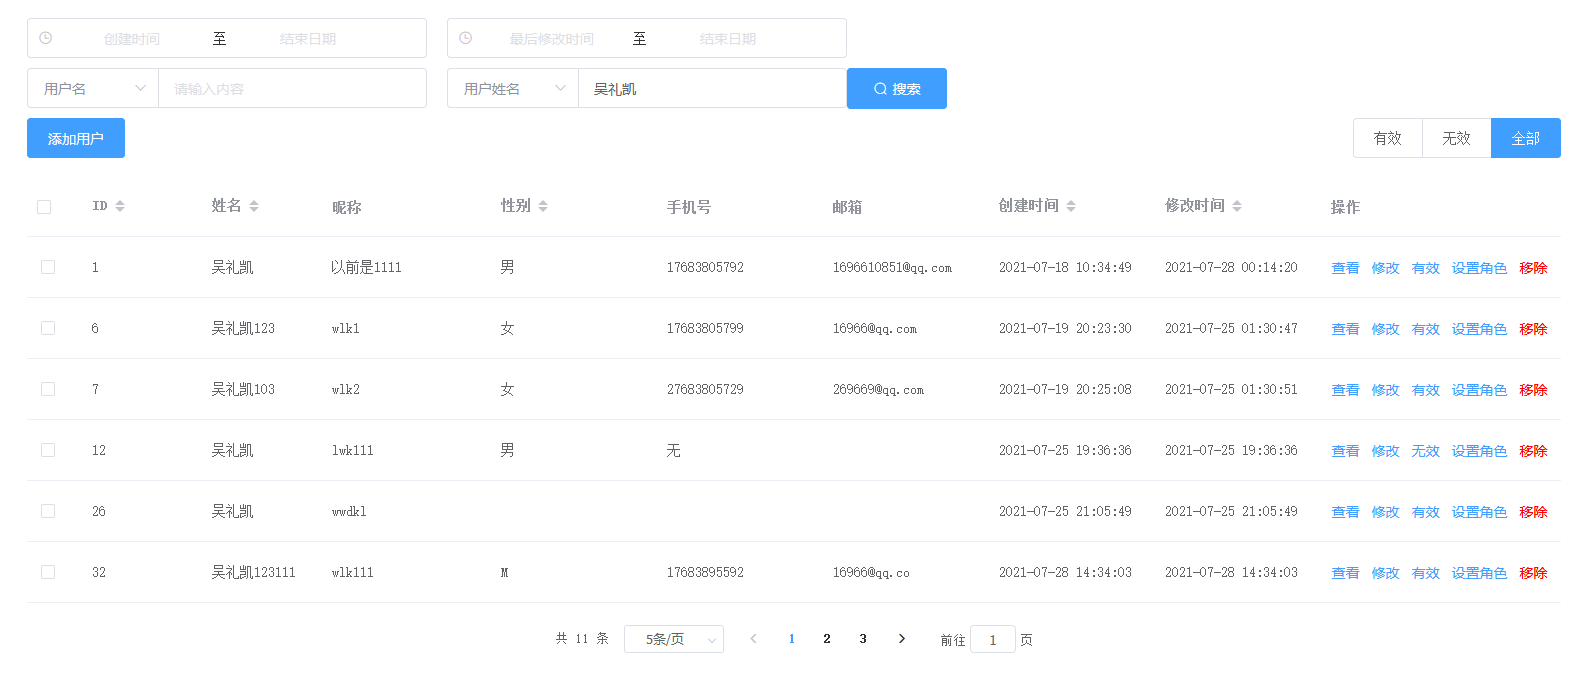 创建时间 至 结束日期 最后修改时间 至 结束日期
用户名 请输入内容 用户姓名 吴礼凯 搜索
添加用户 有效 无效 全部
ID 姓名 昵称 性别 手机号 邮箱 创建时间 修改时间 操作
1 吴礼凯 以前是1111 男 17683805792 1696610851@qq.com 2021-07-18 10:34:49 2021-07-28 00:14:20 查看 修改 有效 设置角色 移除
6 吴礼凯123 wlk1 女 17683805799 16966@qq.com 2021-07-19 20:23:30 2021-07-25 01:30:47 查看 修改 有效 设置角色 移除
7 吴礼凯103 wlk2 女 27683805729 269669@qq.com 2021-07-19 20:25:08 2021-07-25 01:30:51 查看 修改 有效 设置角色 移除
12 吴礼凯 lwk111 男 无 2021-07-25 19:36:36 2021-07-25 19:36:36 查看 修改 无效 设置角色 移除
26 吴礼凯 wwdkl 2021-07-25 21:05:49 2021-07-25 21:05:49 查看 修改 有效 设置角色 移除
32 吴礼凯123111 wlk111 M 17683895592 16966@qq.co 2021-07-28 14:34:03 2021-07-28 14:34:03 查看 修改 有效 设置角色 移除
共 11 条 5条/页 1 2 3 前往 1 页